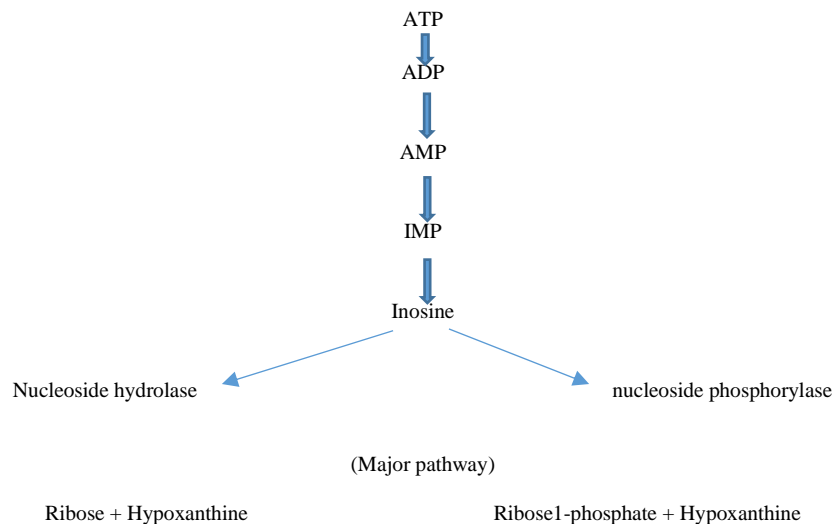 ATP
ADP
AMP
IMP
Inosine
Nucleoside hydrolase
nucleoside phosphorylase
(Major pathway)
Ribose + Hypoxanthine
Ribose1-phosphate + Hypoxanthine